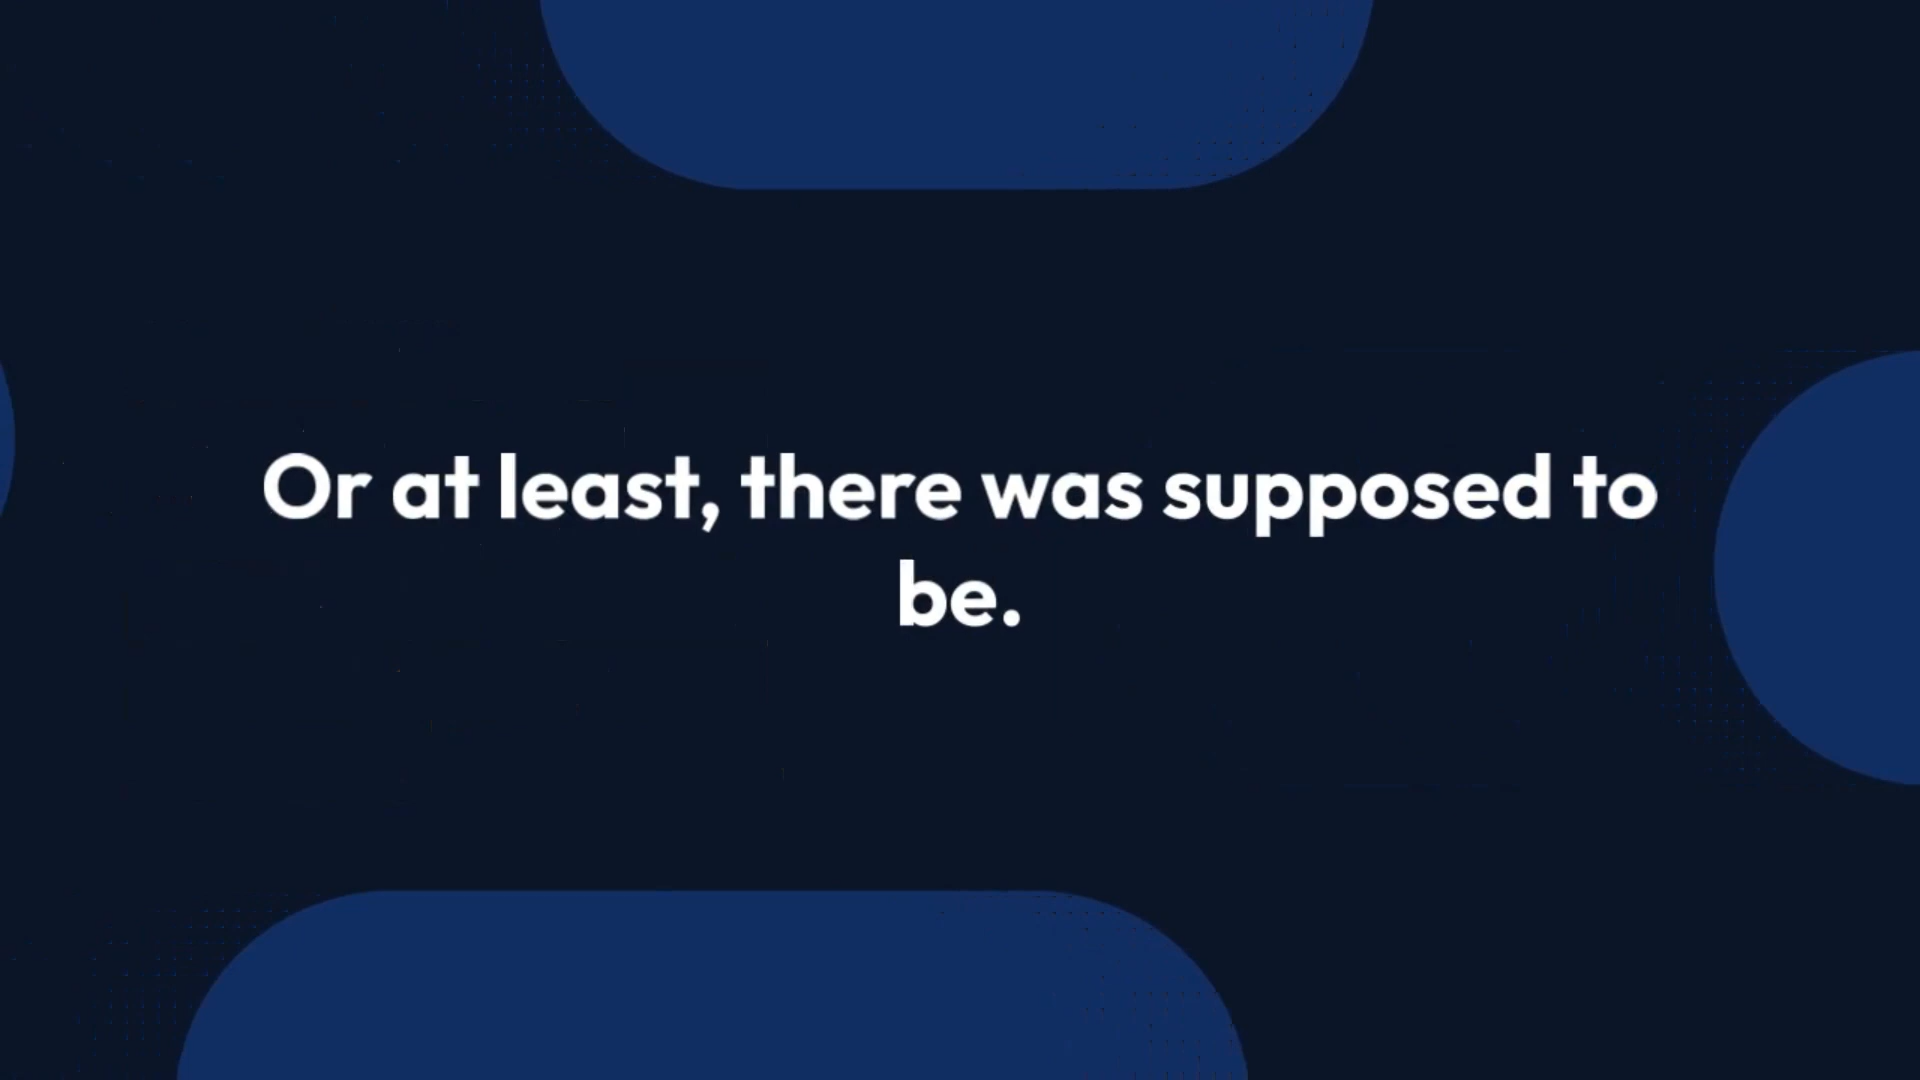 Or at least, there was supposed to
be.